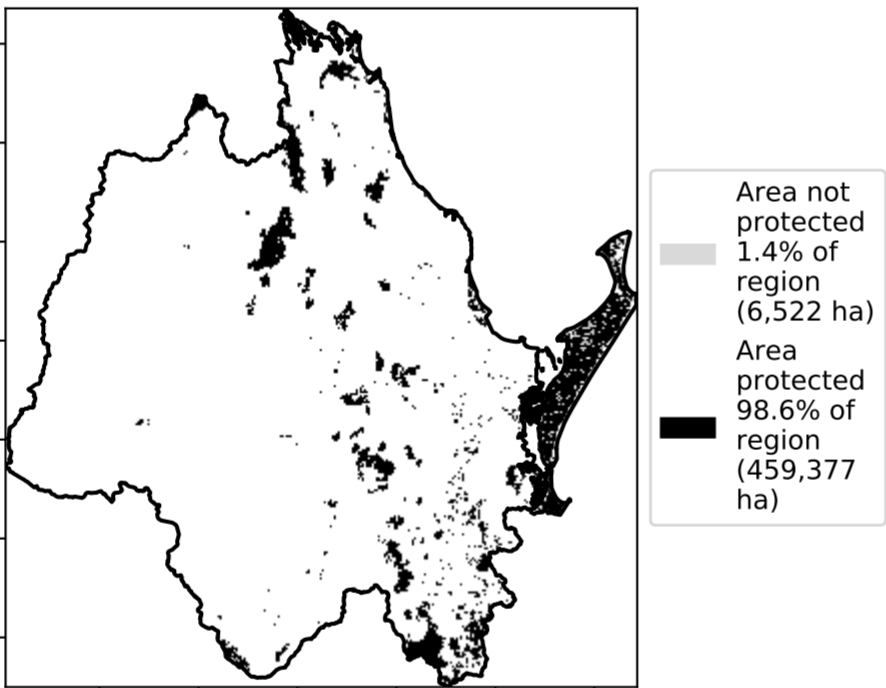 Area not
protected
1.4% of
region
(6,522 ha)
Area
protected
98.6% of
region
(459,377
ha)